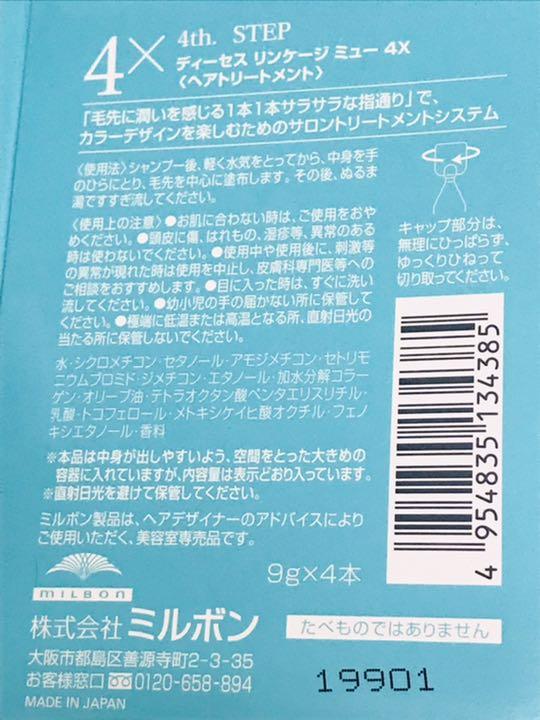 4×
4th. STEP
ディーセス リンケージ ミュー 4X
〈ヘアトリートメント〉
「毛先に潤いを感じる1本1本サラサラな指通り」で、
カラーデザインを楽しむためのサロントリートメントシステム
〈使用法〉シャンプー後、軽く水気をとってから、中身を手
のひらにとり、毛先を中心に塗布します。その後、ぬるま
湯ですすぎ流してください。
〈使用上の注意〉●お肌に合わない時は、ご使用をおや
めください。●頭皮に傷、はれもの、湿疹等、異常のある
時は使わないでください。●使用中や使用後に、刺激等
の異常が現れた時は使用を中止し、皮膚科専門医等への
ご相談をおすすめします。●目に入った時は、すぐに洗い
流してください。●幼小児の手の届かない所に保管して
ください。●極端に低温または高温となる所、直射日光の
当たる所に保管しないでください。
キャップ部分は、
無理にひっぱらず、
ゆっくりひねって
切り取ってください。
水・シクロメチコン・セタノール・アモジメチコン・セトリモ
ニウムブロミド・ジメチコン・エタノール・加水分解コラー
ゲン・オリーブ油・テトラオクタン酸ペンタエリスリチル・
乳酸・トコフェロール・メトキシケイヒ酸オクチル・フェノ
キシエタノール・香料
※本品は中身が出しやすいよう、空間をとった大きめの
容器に入れていますが、内容量は表示どおり入っています。
※直射日光を避けて保管してください。
ミルボン製品は、ヘアデザイナーのアドバイスにより
ご使用いただく、美容室専売品です。
4 954835 134385
9g×4本
MILBON
株式会社 ミルボン
たべものではありません
大阪市都島区善源寺町2-3-35
お客様窓口 0120-658-894
MADE IN JAPAN
19901